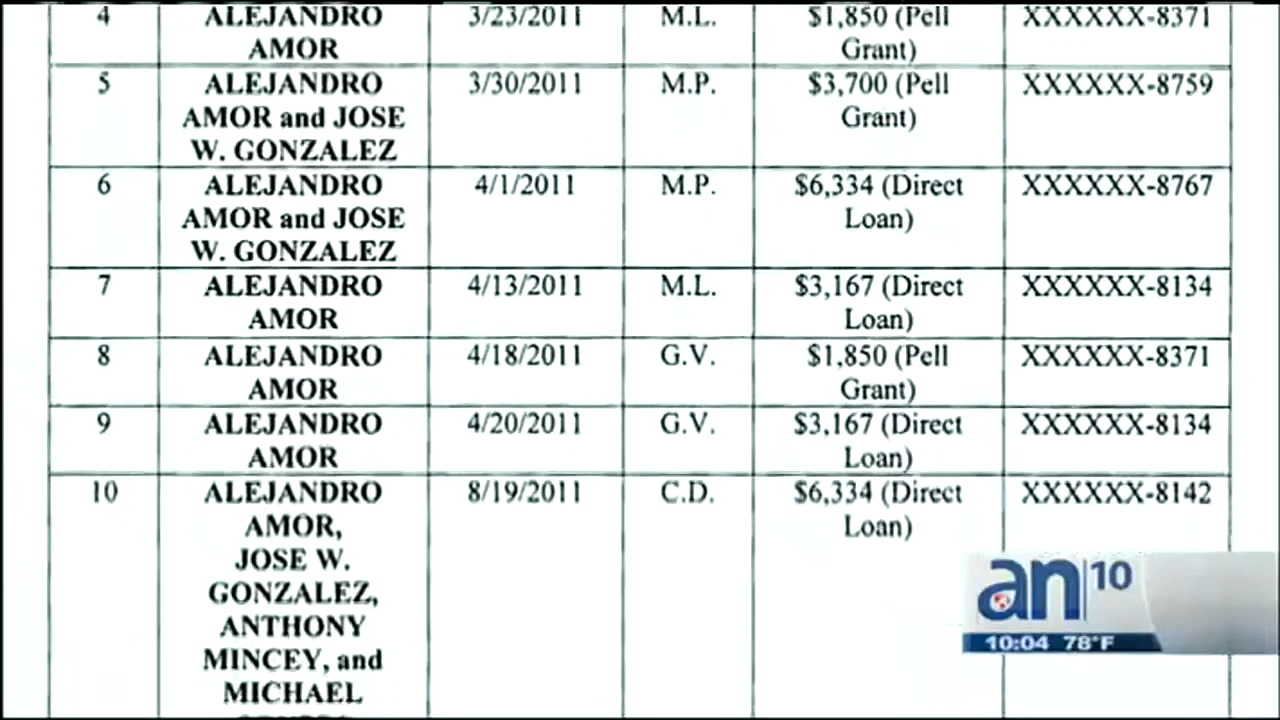 4 ALEJANDRO 3/23/2011 M.L. $1,850 (Pell XXXXXX-8371
AMOR Grant)
5 ALEJANDRO 3/30/2011 M.P. $3,700 (Pell XXXXXX-8759
AMOR and JOSE Grant)
W. GONZALEZ
6 ALEJANDRO 4/1/2011 M.P. $6,334 (Direct XXXXXX-8767
AMOR and JOSE Loan)
W. GONZALEZ
7 ALEJANDRO 4/13/2011 M.L. $3,167 (Direct XXXXXX-8134
AMOR Loan)
8 ALEJANDRO 4/18/2011 G.V. $1,850 (Pell XXXXXX-8371
AMOR Grant)
9 ALEJANDRO 4/20/2011 G.V. $3,167 (Direct XXXXXX-8134
AMOR Loan)
10 ALEJANDRO 8/19/2011 C.D. $6,334 (Direct XXXXXX-8142
AMOR, Loan)
JOSE W.
GONZALEZ,
ANTHONY
MINCEY, and
MICHAEL
an 10
10:04 78°F